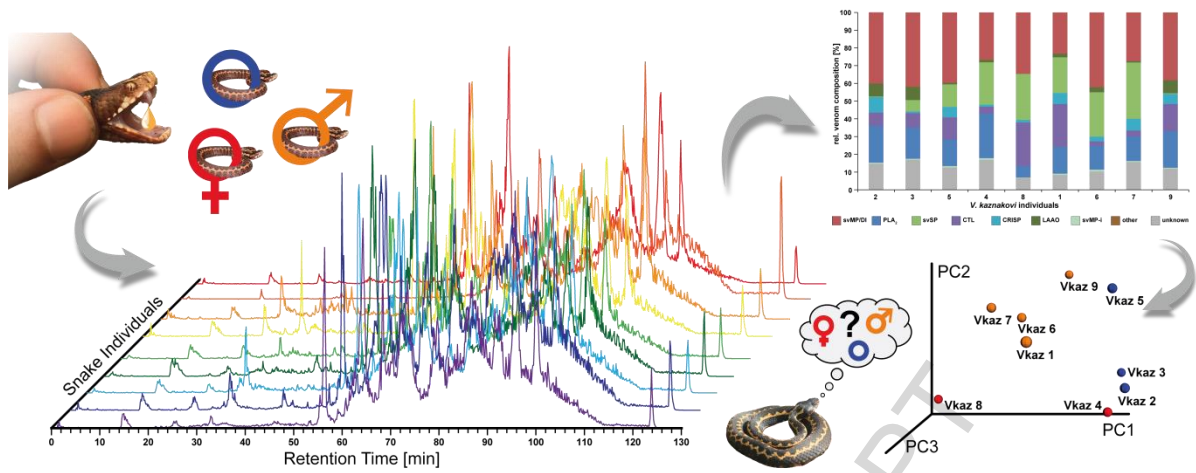 Snake Individuals
0 10 20 30 40 50 60 70 80 90 100 110 120 130
Retention Time [min]
?
rel. venom composition [%]
100
90
80
70
60
50
40
30
20
10
0
2 3 5 4 8 1 6 7 9
V. kaznakovi individuals
svMP/DI PLA₂ svSP CTL CRISP LAAO svMP-i other unknown
PC2
Vkaz 9
Vkaz 5
Vkaz 7
Vkaz 6
Vkaz 1
Vkaz 3
Vkaz 2
Vkaz 8
Vkaz 4
PC1
PC3